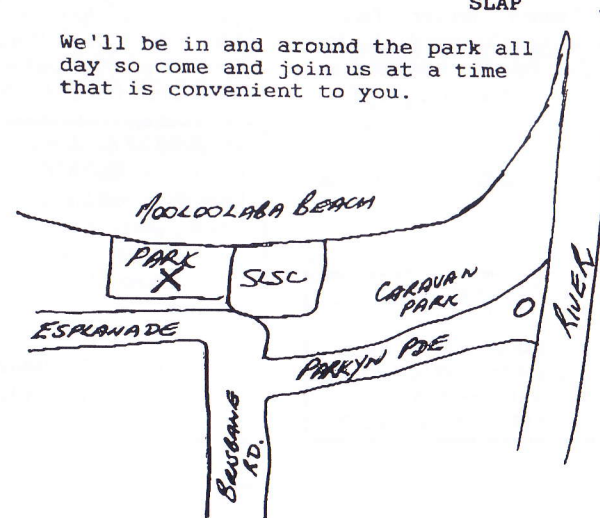 SLAP
We'll be in and around the park all
day so come and join us at a time
that is convenient to you.
MOOLOOLABA BEACH
PARK
X
SLSC
CARAVAN
PARK
RIVER
ESPLANADE
PARKYN PDE
BRISBANE
RD.